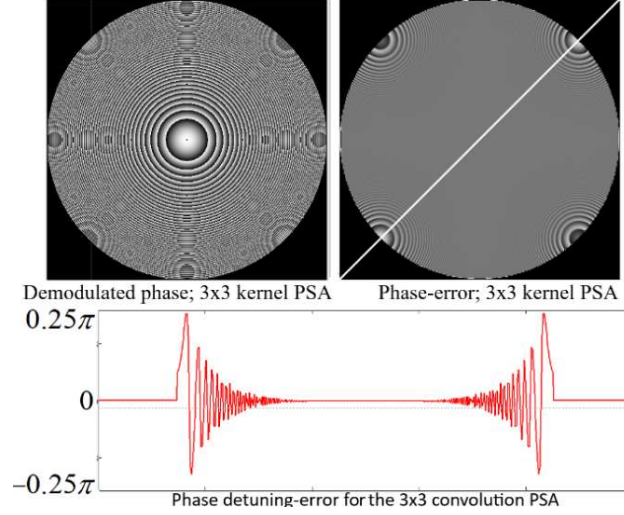 Demodulated phase; 3x3 kernel PSA
Phase-error; 3x3 kernel PSA
0.25π
0
–0.25π
Phase detuning-error for the 3x3 convolution PSA